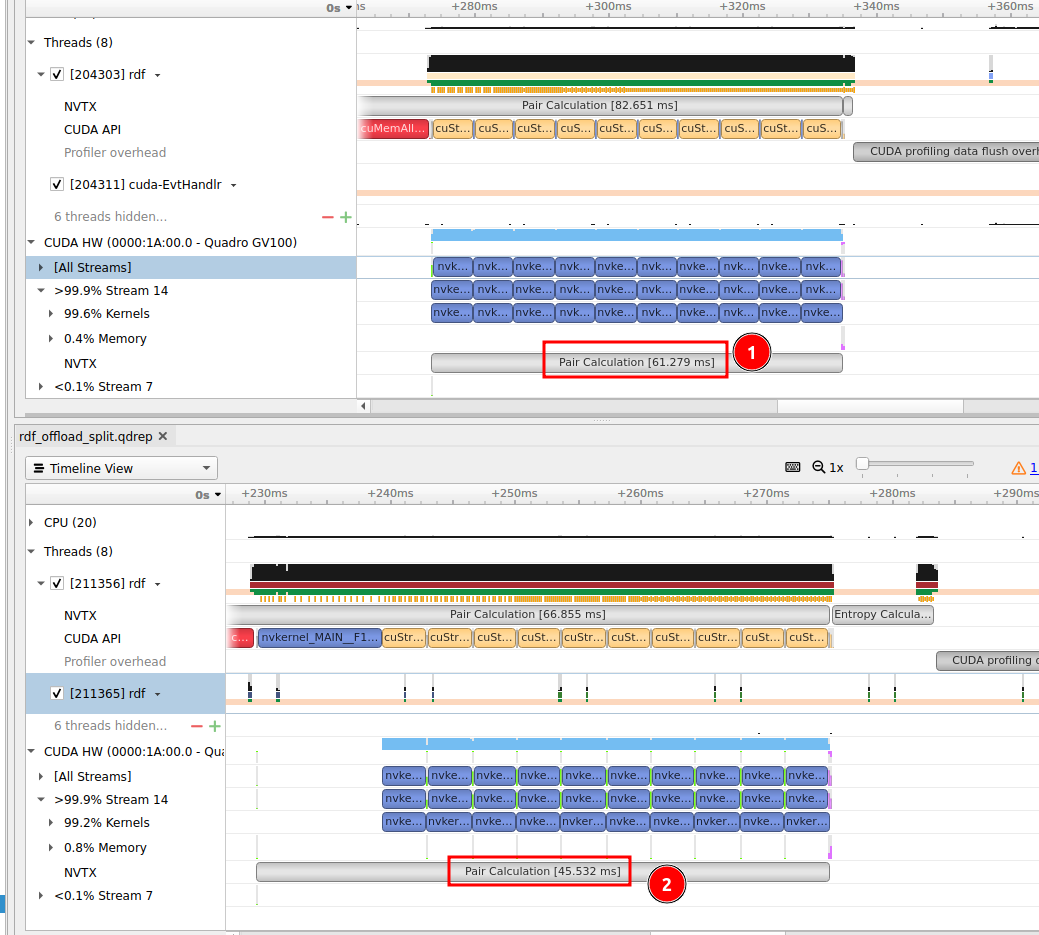 0s ms +280ms +300ms +320ms +340ms +360ms
Threads (8)
[204303] rdf
NVTX Pair Calculation [82.651 ms]
CUDA API cuMemAll... cuSt... cuS... cuSt... cuS... cuSt... cuS... cuSt... cuS... cuSt... cuS...
Profiler overhead CUDA profiling data flush overh
[204311] cuda-EvtHandlr
6 threads hidden...
CUDA HW (0000:1A:00.0 - Quadro GV100)
[All Streams] nvk... nvk... nvke... nvk... nvke... nvk... nvke... nvk... nvke... nvk...
>99.9% Stream 14 nvke... nvk... nvke... nvk... nvke... nvk... nvke... nvk... nvke... nvk...
99.6% Kernels nvke... nvk... nvke... nvke... nvke... nvk... nvke... nvk... nvke... nvke...
0.4% Memory
NVTX Pair Calculation [61.279 ms] 1
<0.1% Stream 7
rdf_offload_split.qdrep
Timeline View 1x 1
0s +230ms +240ms +250ms +260ms +270ms +280ms +290ms
CPU (20)
Threads (8)
[211356] rdf
NVTX Pair Calculation [66.855 ms] Entropy Calcula...
CUDA API c... nvkernel_MAIN__F1... cuStr... cuStr... cuSt... cuSt... cuStr... cuSt... cuSt... cuStr... cuSt... cuSt...
Profiler overhead CUDA profiling d
[211365] rdf
6 threads hidden...
CUDA HW (0000:1A:00.0 - Qua
[All Streams] nvke... nvke... nvke... nvke... nvke... nvke... nvke... nvke... nvke... nvke...
>99.9% Stream 14 nvke... nvke... nvke... nvke... nvke... nvke... nvke... nvke... nvke... nvke...
99.2% Kernels nvke... nvker... nvke... nvke... nvker... nvke... nvke... nvker... nvke... nvker...
0.8% Memory
NVTX Pair Calculation [45.532 ms] 2
<0.1% Stream 7